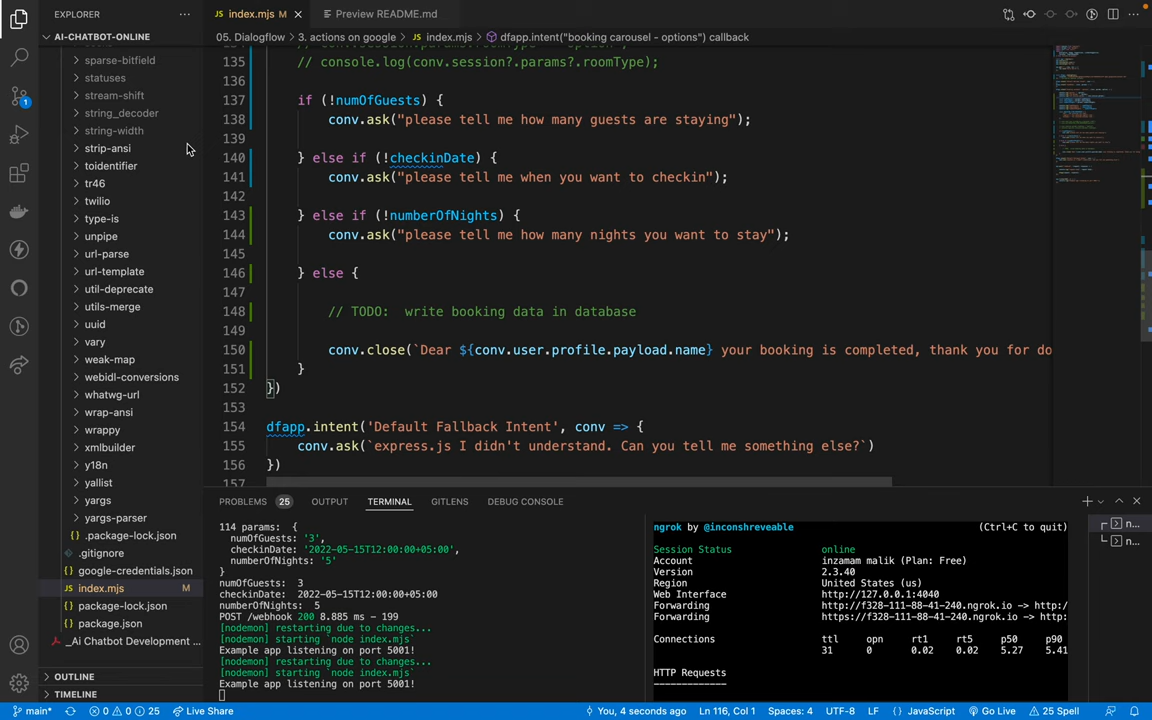 EXPLORER
AI-CHATBOT-ONLINE
sparse-bitfield
statuses
stream-shift
string_decoder
string-width
strip-ansi
toidentifier
tr46
twilio
type-is
unpipe
url-parse
url-template
util-deprecate
utils-merge
uuid
vary
weak-map
webidl-conversions
whatwg-url
wrap-ansi
wrappy
xmlbuilder
y18n
yallist
yargs
yargs-parser
.package-lock.json
.gitignore
google-credentials.json
index.mjs M
package-lock.json
package.json
_Ai Chatbot Development ...
OUTLINE
TIMELINE
index.mjs M
Preview README.md
05. Dialogflow > 3. actions on google > index.mjs > dfapp.intent("booking carousel - options") callback
135 // console.log(conv.session?.params?.roomType);
136
137 if (!numOfGuests) {
138 conv.ask("please tell me how many guests are staying");
139
140 } else if (!checkinDate) {
141 conv.ask("please tell me when you want to checkin");
142
143 } else if (!numberOfNights) {
144 conv.ask("please tell me how many nights you want to stay");
145
146 } else {
147
148 // TODO:  write booking data in database
149
150 conv.close(`Dear ${conv.user.profile.payload.name} your booking is completed, thank you for do
151 }
152 })
153
154 dfapp.intent('Default Fallback Intent', conv => {
155 conv.ask(`express.js I didn't understand. Can you tell me something else?`)
156 })
157
PROBLEMS 25 OUTPUT TERMINAL GITLENS DEBUG CONSOLE
114 params:  {
numOfGuests: '3',
checkinDate: '2022-05-15T12:00:00+05:00',
numberOfNights: '5'
}
numOfGuests:  3
checkinDate:  2022-05-15T12:00:00+05:00
numberOfNights:  5
POST /webhook 200 8.885 ms - 199
[nodemon] restarting due to changes...
[nodemon] starting `node index.mjs`
Example app listening on port 5001!
[nodemon] restarting due to changes...
[nodemon] starting `node index.mjs`
Example app listening on port 5001!
ngrok by @inconshreveable (Ctrl+C to quit)
Session Status online
Account inzamam malik (Plan: Free)
Version 2.3.40
Region United States (us)
Web Interface http://127.0.0.1:4040
Forwarding http://f328-111-88-41-240.ngrok.io -> http:/
Forwarding https://f328-111-88-41-240.ngrok.io -> http:
Connections ttl opn rt1 rt5 p50 p90
31 0 0.02 0.02 5.27 5.41
HTTP Requests
-------------
n...
n...
1
main* 0 0 25 Live Share You, 4 seconds ago Ln 116, Col 1 Spaces: 4 UTF-8 LF {} JavaScript Go Live 25 Spell